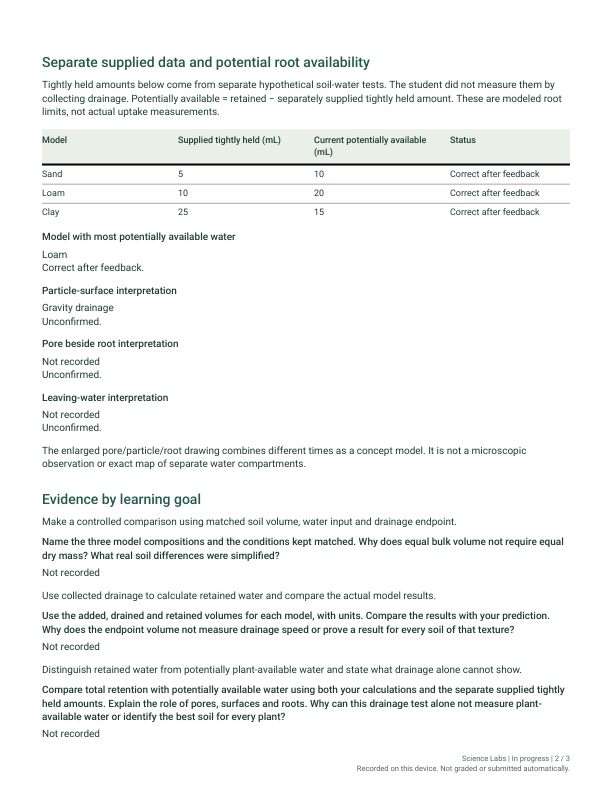 Separate supplied data and potential root availability
Tightly held amounts below come from separate hypothetical soil-water tests. The student did not measure them by
collecting drainage. Potentially available = retained − separately supplied tightly held amount. These are modeled root
limits, not actual uptake measurements.
Model Supplied tightly held (mL) Current potentially available (mL) Status
Sand 5 10 Correct after feedback
Loam 10 20 Correct after feedback
Clay 25 15 Correct after feedback
Model with most potentially available water
Loam
Correct after feedback.
Particle-surface interpretation
Gravity drainage
Unconfirmed.
Pore beside root interpretation
Not recorded
Unconfirmed.
Leaving-water interpretation
Not recorded
Unconfirmed.
The enlarged pore/particle/root drawing combines different times as a concept model. It is not a microscopic
observation or exact map of separate water compartments.
Evidence by learning goal
Make a controlled comparison using matched soil volume, water input and drainage endpoint.
Name the three model compositions and the conditions kept matched. Why does equal bulk volume not require equal
dry mass? What real soil differences were simplified?
Not recorded
Use collected drainage to calculate retained water and compare the actual model results.
Use the added, drained and retained volumes for each model, with units. Compare the results with your prediction.
Why does the endpoint volume not measure drainage speed or prove a result for every soil of that texture?
Not recorded
Distinguish retained water from potentially plant-available water and state what drainage alone cannot show.
Compare total retention with potentially available water using both your calculations and the separate supplied tightly
held amounts. Explain the role of pores, surfaces and roots. Why can this drainage test alone not measure plant-
available water or identify the best soil for every plant?
Not recorded
Science Labs | In progress | 2 / 3
Recorded on this device. Not graded or submitted automatically.